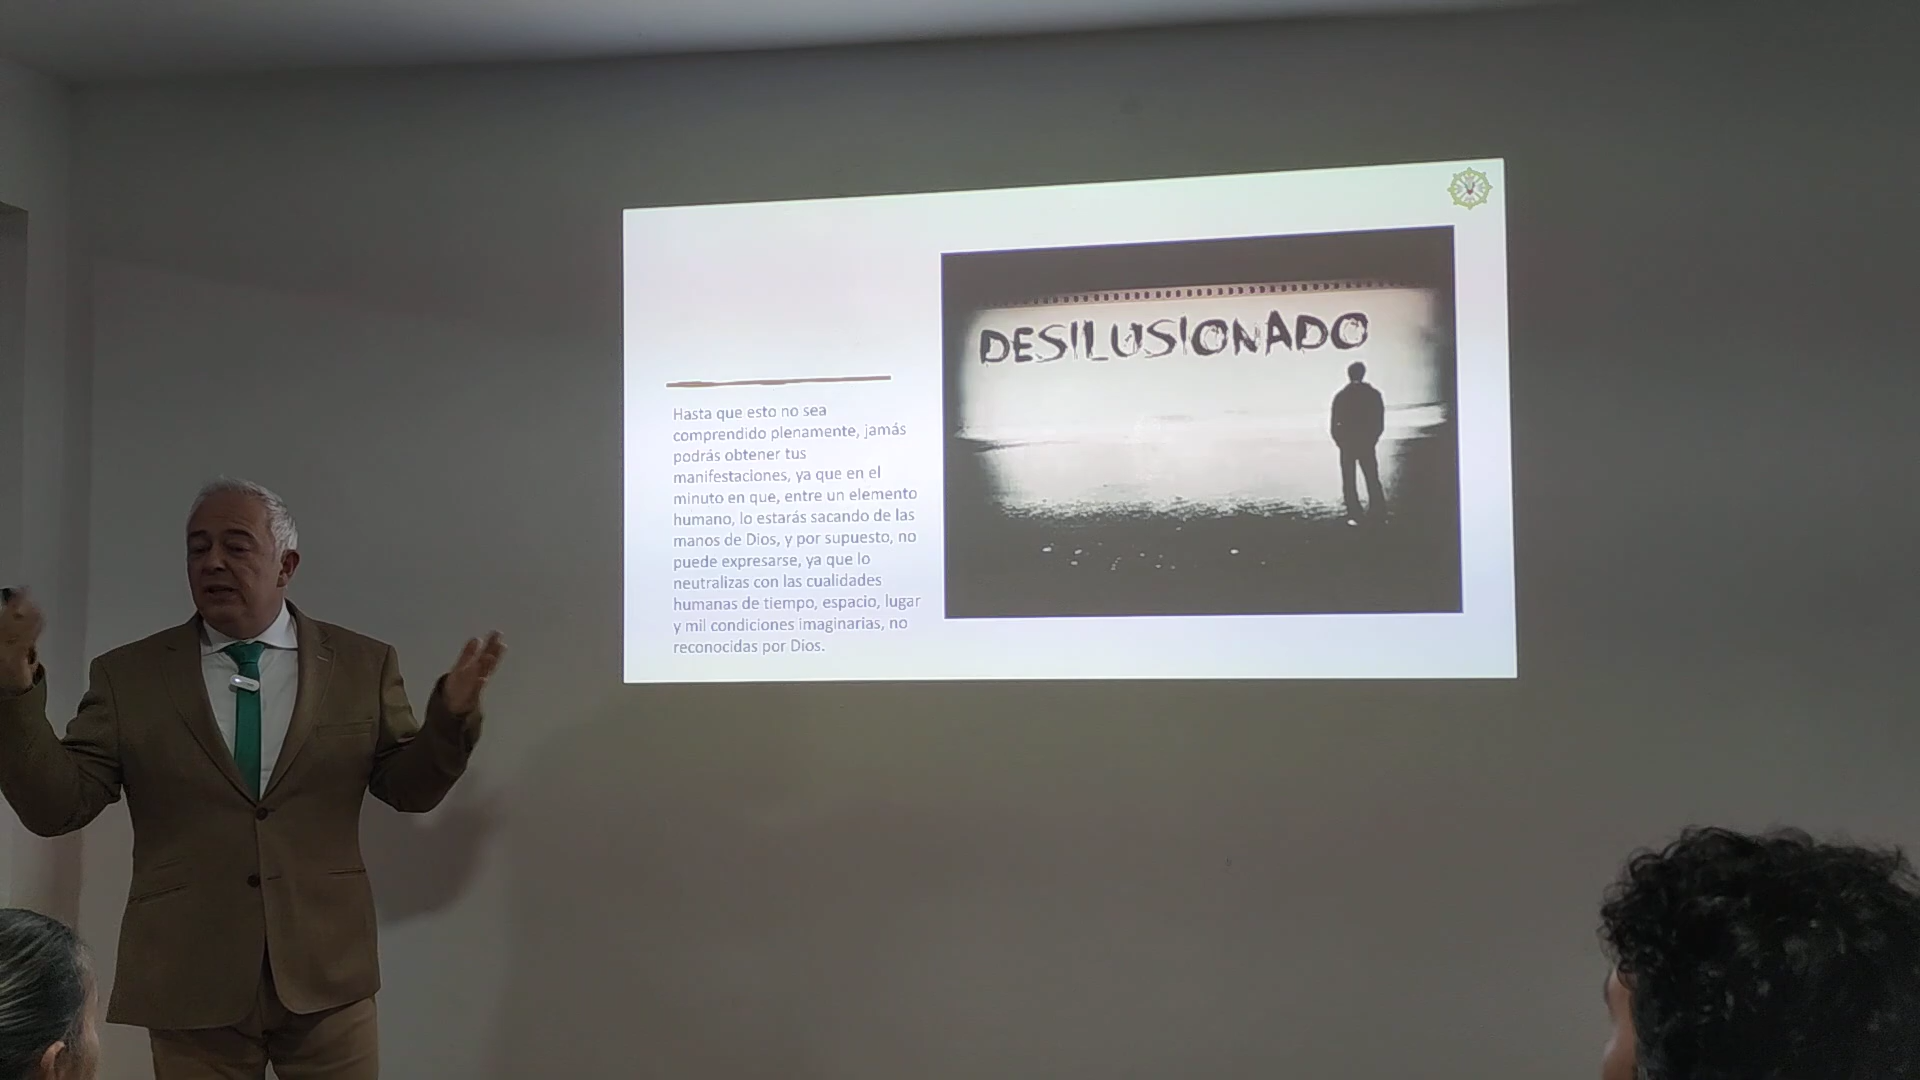 Hasta que esto no sea
comprendido plenamente, jamás
podrás obtener tus
manifestaciones, ya que en el
minuto en que, entre un elemento
humano, lo estarás sacando de las
manos de Dios, y por supuesto, no
puede expresarse, ya que lo
neutralizas con las cualidades
humanas de tiempo, espacio, lugar
y mil condiciones imaginarias, no
reconocidas por Dios.
DESILUSIONADO